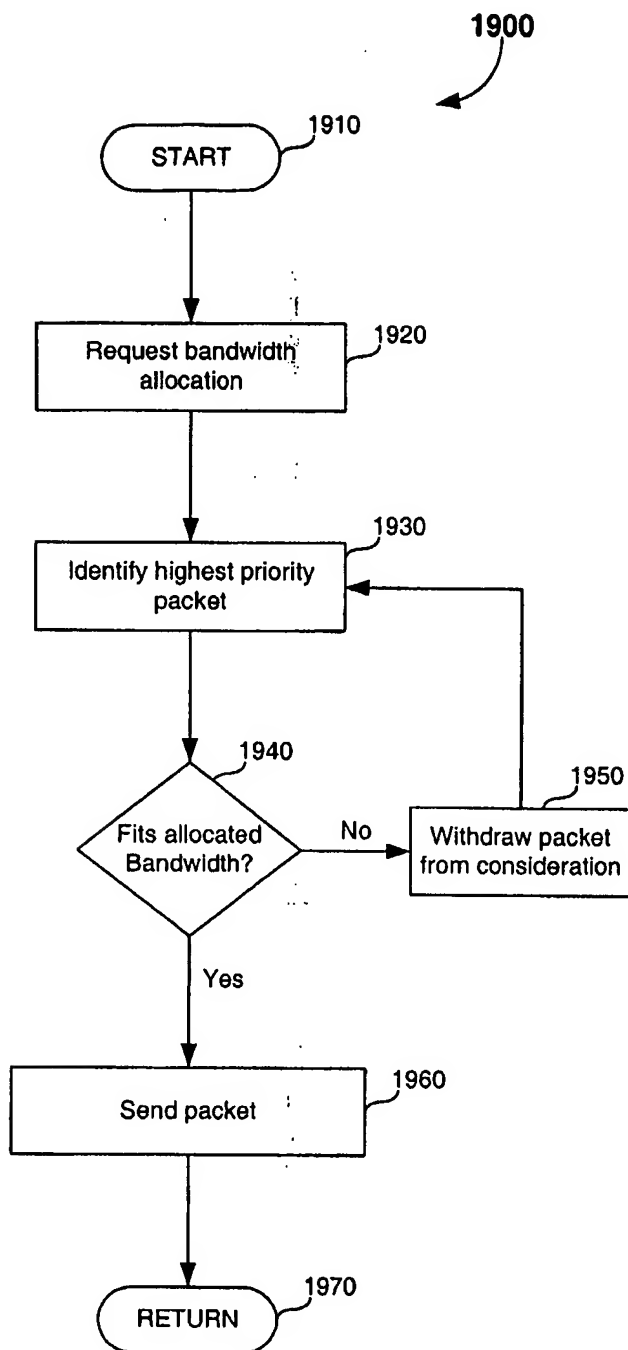 1900
1910
START
1920
Request bandwidth
allocation
1930
Identify highest priority
packet
1940
Fits allocated
Bandwidth?
No
1950
Withdraw packet
from consideration
Yes
1960
Send packet
1970
RETURN